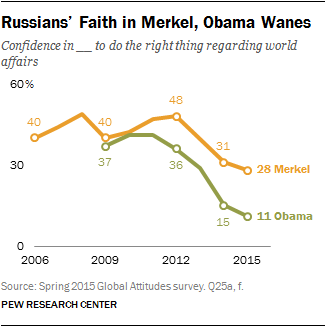 Russians' Faith in Merkel, Obama Wanes
Confidence in __ to do the right thing regarding world
affairs
60%
30
0
40
40
48
31
28 Merkel
37
36
15
11 Obama
2006
2009
2012
2015
Source: Spring 2015 Global Attitudes survey. Q25a, f.
PEW RESEARCH CENTER